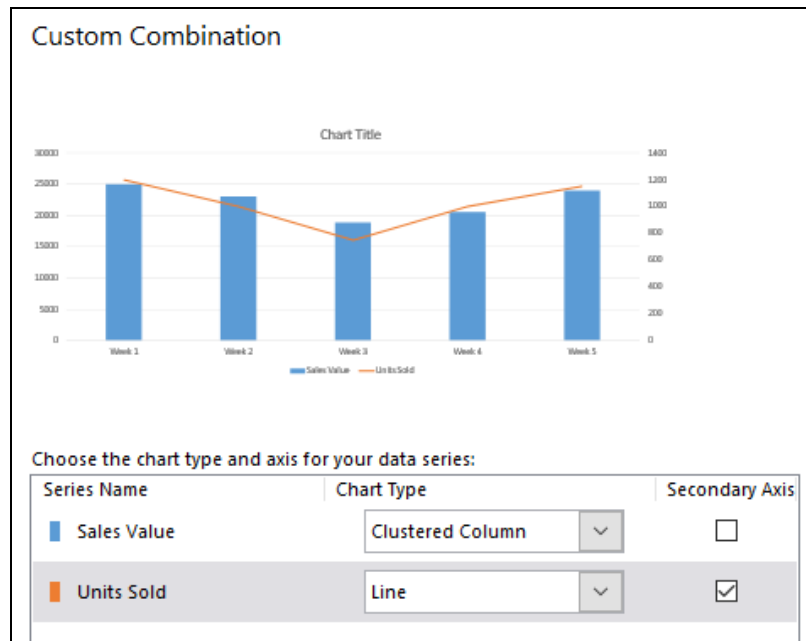 Custom Combination
Chart Title
30000
1400
25000
1200
20000
1000
15000
800
600
10000
400
5000
200
0
0
Week 1
Week 2
Week 3
Week 4
Week 5
Sales Value
Units Sold
Choose the chart type and axis for your data series:
Series Name Chart Type Secondary Axis
Sales Value Clustered Column
Units Sold Line